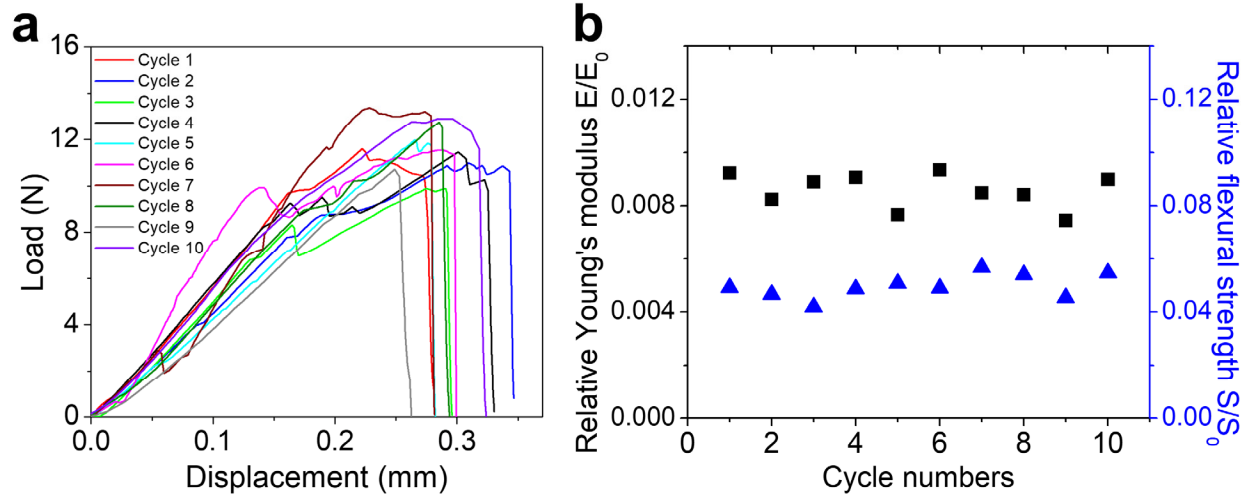 a
16
12
8
4
0
Load (N)
Cycle 1
Cycle 2
Cycle 3
Cycle 4
Cycle 5
Cycle 6
Cycle 7
Cycle 8
Cycle 9
Cycle 10
0.0 0.1 0.2 0.3
Displacement (mm)
b
Relative Young's modulus E/E₀
0.012
0.008
0.004
0.000
0 2 4 6 8 10
Cycle numbers
0.12
0.08
0.04
0.00
Relative flexural strength S/S₀